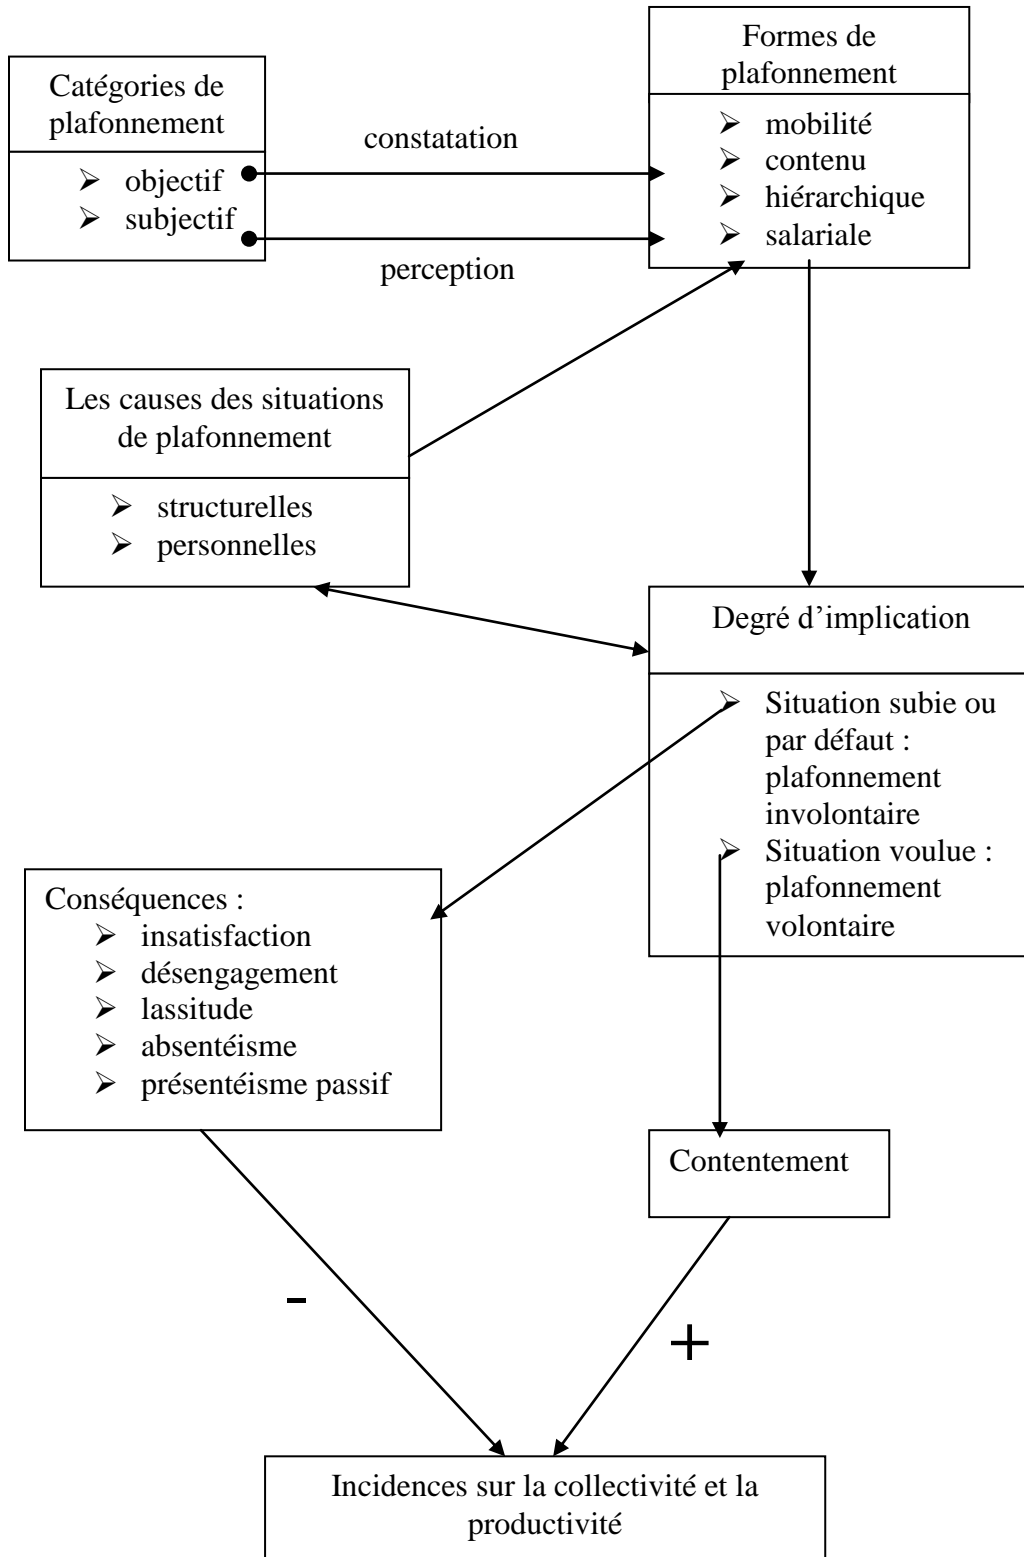 Catégories de
plafonnement
➢ objectif
➢ subjectif
constatation
perception
Formes de
plafonnement
➢ mobilité
➢ contenu
➢ hiérarchique
➢ salariale
Les causes des situations
de plafonnement
➢ structurelles
➢ personnelles
Degré d’implication
➢ Situation subie ou
par défaut :
plafonnement
involontaire
➢ Situation voulue :
plafonnement
volontaire
Conséquences :
➢ insatisfaction
➢ désengagement
➢ lassitude
➢ absentéisme
➢ présentéisme passif
Contentement
-
+
Incidences sur la collectivité et la
productivité